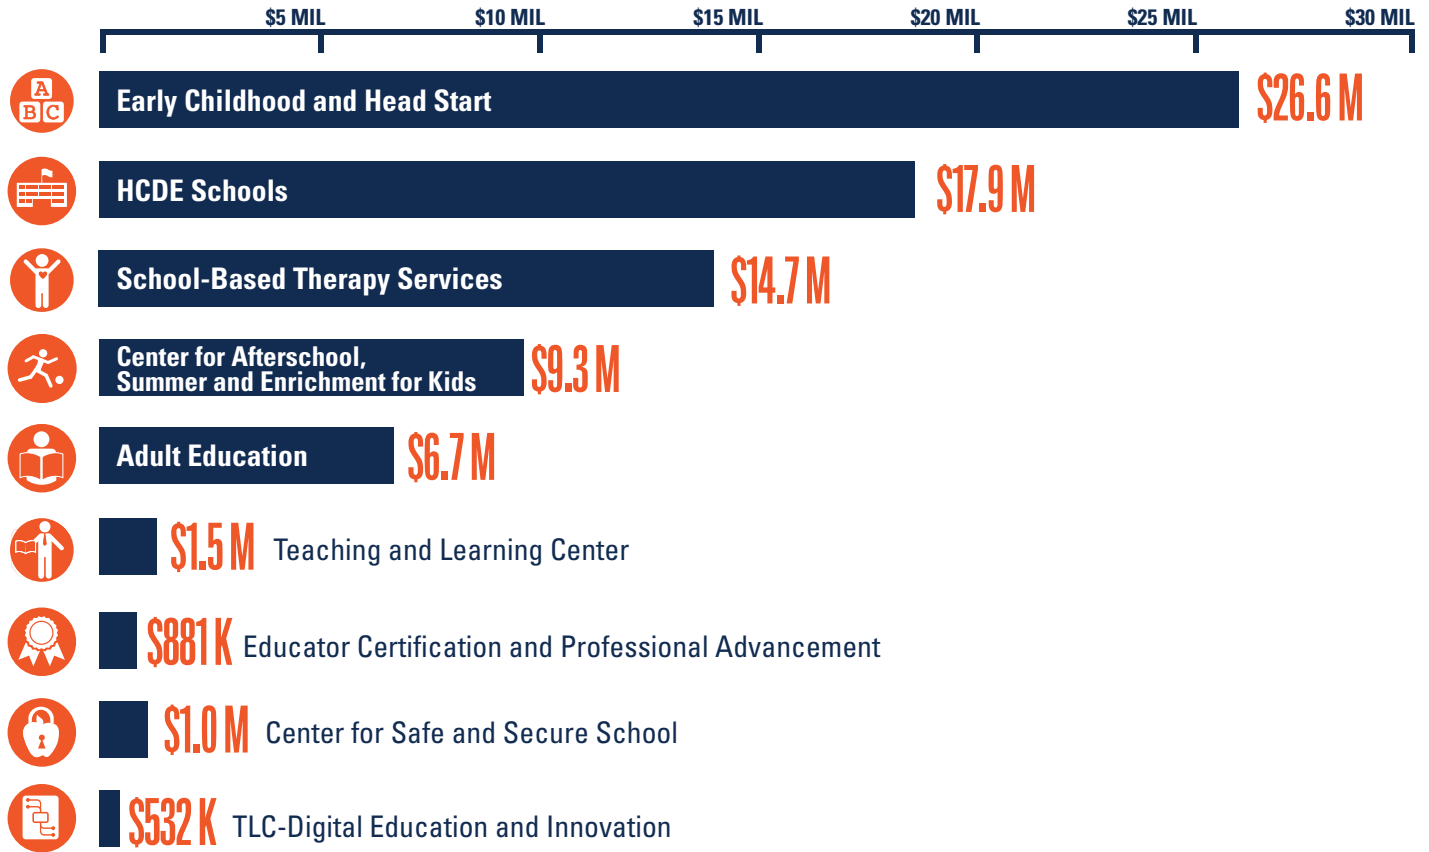 $5 MIL $10 MIL $15 MIL $20 MIL $25 MIL $30 MIL
A
B C
Early Childhood and Head Start $26.6 M
HCDE Schools $17.9 M
School-Based Therapy Services $14.7 M
Center for Afterschool,
Summer and Enrichment for Kids $9.3 M
Adult Education $6.7 M
$1.5 M Teaching and Learning Center
$881 K Educator Certification and Professional Advancement
$1.0 M Center for Safe and Secure School
$532 K TLC-Digital Education and Innovation